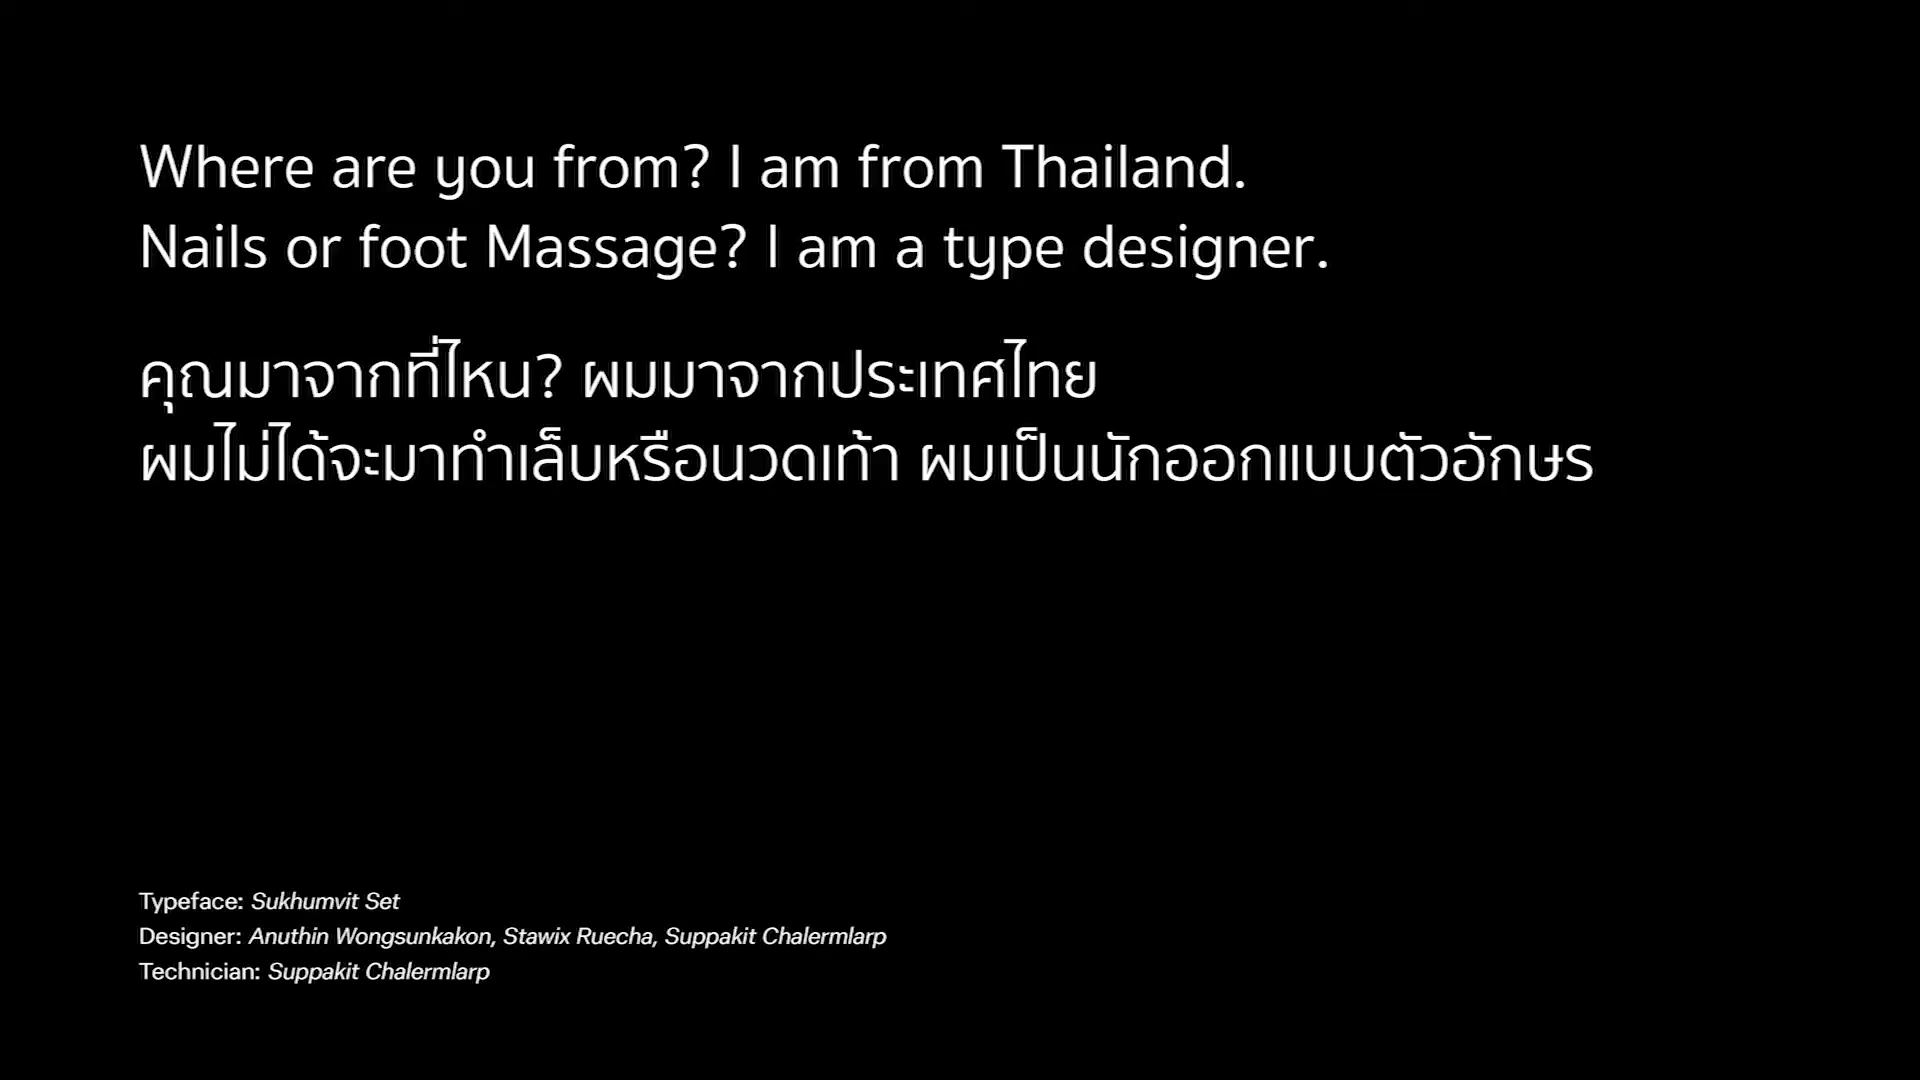 Where are you from? I am from Thailand.
Nails or foot Massage? I am a type designer.
คุณมาจากที่ไหน? ผมมาจากประเทศไทย
ผมไม่ได้จะมาทำเล็บหรือนวดเท้า ผมเป็นนักออกแบบตัวอักษร
Typeface: Sukhumvit Set
Designer: Anuthin Wongsunkakon, Stawix Ruecha, Suppakit Chalermlarp
Technician: Suppakit Chalermlarp